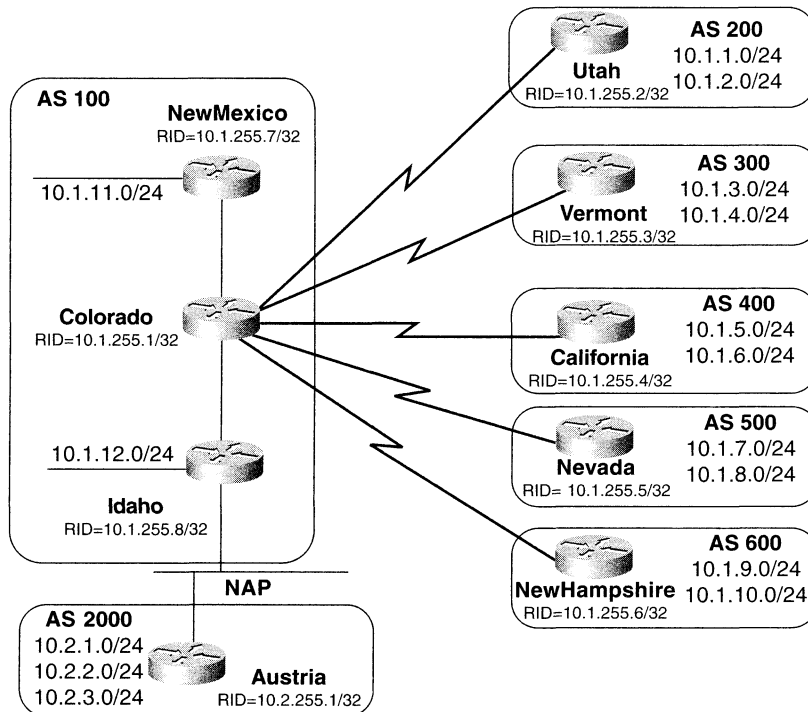 AS 100
NewMexico
RID=10.1.255.7/32
10.1.11.0/24
Colorado
RID=10.1.255.1/32
10.1.12.0/24
Idaho
RID=10.1.255.8/32
NAP
AS 2000
10.2.1.0/24
10.2.2.0/24
10.2.3.0/24
Austria
RID=10.2.255.1/32
AS 200
10.1.1.0/24
10.1.2.0/24
Utah
RID=10.1.255.2/32
AS 300
10.1.3.0/24
10.1.4.0/24
Vermont
RID=10.1.255.3/32
AS 400
10.1.5.0/24
10.1.6.0/24
California
RID=10.1.255.4/32
AS 500
10.1.7.0/24
10.1.8.0/24
Nevada
RID= 10.1.255.5/32
AS 600
10.1.9.0/24
10.1.10.0/24
NewHampshire
RID=10.1.255.6/32